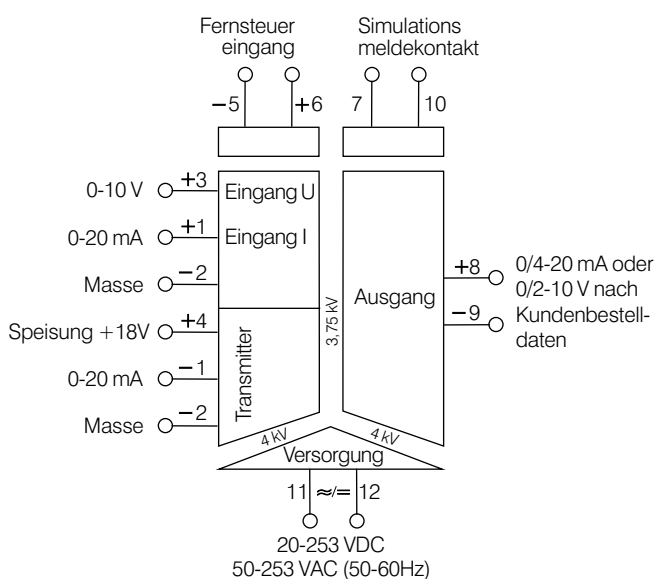 Fernsteuer
eingang
Simulations
meldekontakt
−5
+6
7
10
0-10 V
+3
Eingang U
0-20 mA
+1
Eingang I
Masse
−2
Speisung +18V
+4
0-20 mA
−1
Masse
−2
Transmitter
3,75 kV
Ausgang
+8
−9
0/4-20 mA oder
0/2-10 V nach
Kundenbestell-
daten
4 kV
4 kV
Versorgung
11 ≂/= 12
20-253 VDC
50-253 VAC (50-60Hz)